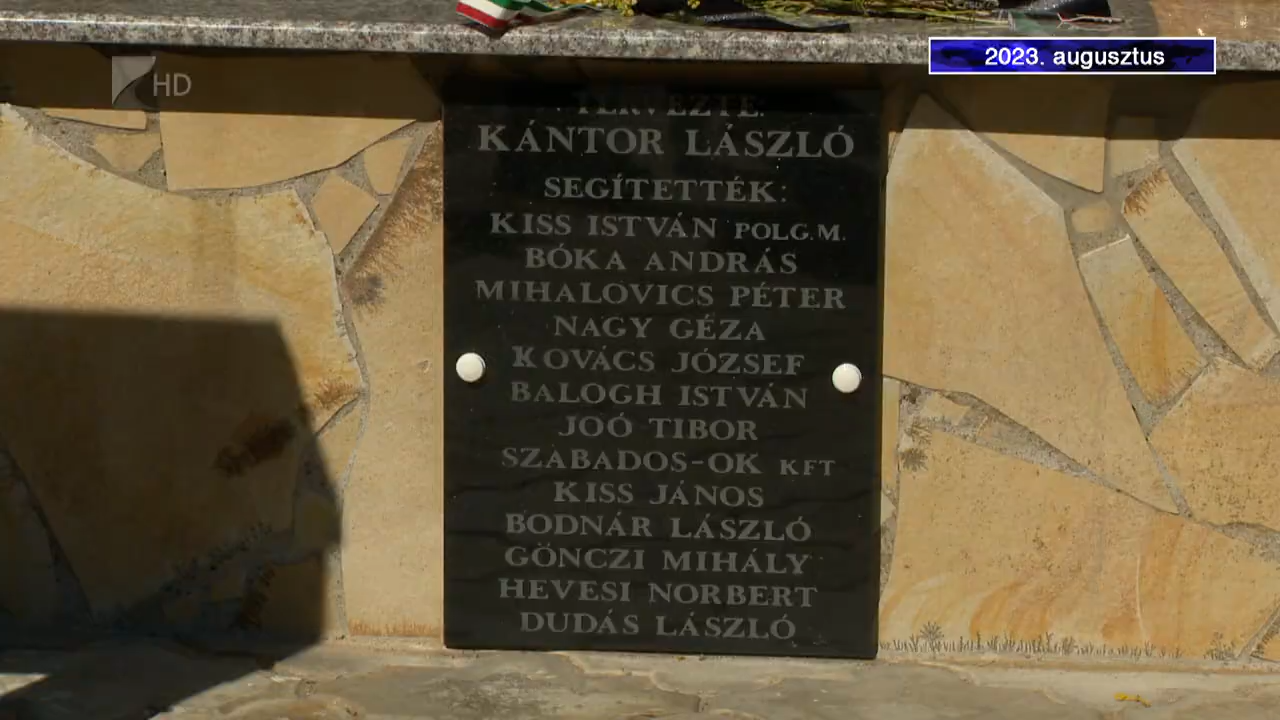 HD
2023. augusztus
TERVEZTE:
KÁNTOR LÁSZLÓ
SEGÍTETTÉK:
KISS ISTVÁN POLG.M.
BÓKA ANDRÁS
MIHALOVICS PÉTER
NAGY GÉZA
KOVÁCS JÓZSEF
BALOGH ISTVÁN
JOÓ TIBOR
SZABADOS-OK KFT
KISS JÁNOS
BODNÁR LÁSZLÓ
GÖNCZI MIHÁLY
HEVESI NORBERT
DUDÁS LÁSZLÓ